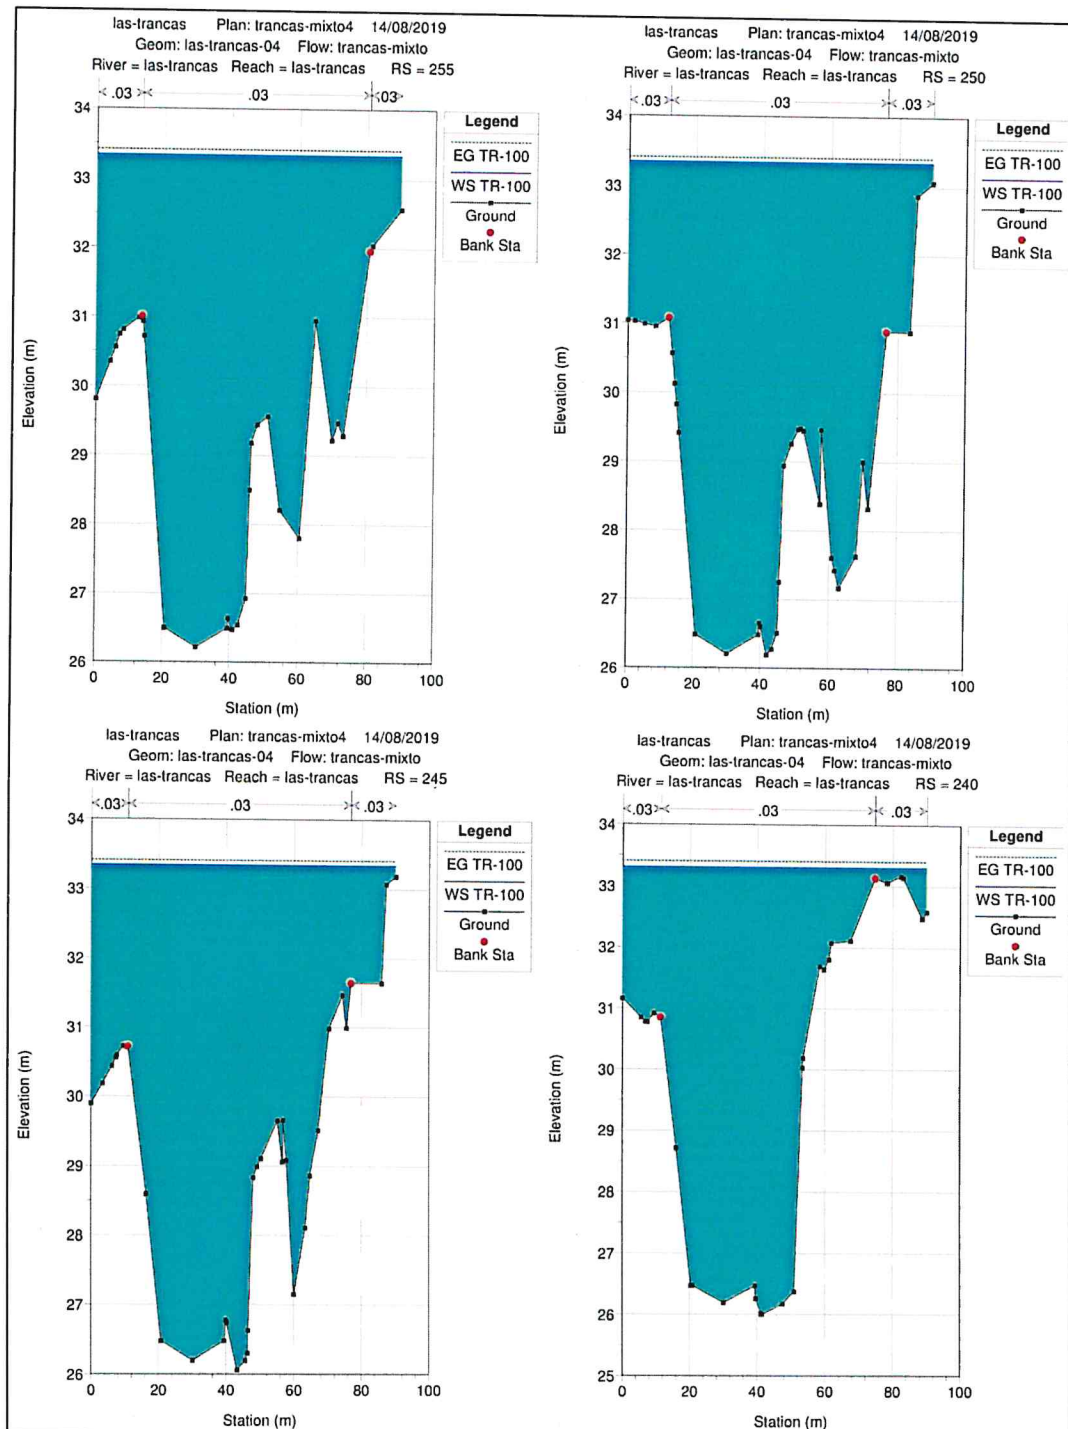 las-trancas Plan: trancas-mixto4 14/08/2019
Geom: las-trancas-04 Flow: trancas-mixto
River = las-trancas Reach = las-trancas RS = 255
.03 .03 .03
34
33
32
31
30
29
28
27
26
Elevation (m)
0 20 40 60 80 100
Station (m)
Legend
EG TR-100
WS TR-100
Ground
Bank Sta
las-trancas Plan: trancas-mixto4 14/08/2019
Geom: las-trancas-04 Flow: trancas-mixto
River = las-trancas Reach = las-trancas RS = 250
.03 .03 .03
34
33
32
31
30
29
28
27
26
Elevation (m)
0 20 40 60 80 100
Station (m)
Legend
EG TR-100
WS TR-100
Ground
Bank Sta
las-trancas Plan: trancas-mixto4 14/08/2019
Geom: las-trancas-04 Flow: trancas-mixto
River = las-trancas Reach = las-trancas RS = 245
.03 .03 .03
34
33
32
31
30
29
28
27
26
Elevation (m)
0 20 40 60 80 100
Station (m)
Legend
EG TR-100
WS TR-100
Ground
Bank Sta
las-trancas Plan: trancas-mixto4 14/08/2019
Geom: las-trancas-04 Flow: trancas-mixto
River = las-trancas Reach = las-trancas RS = 240
.03 .03 .03
34
33
32
31
30
29
28
27
26
25
Elevation (m)
0 20 40 60 80 100
Station (m)
Legend
EG TR-100
WS TR-100
Ground
Bank Sta